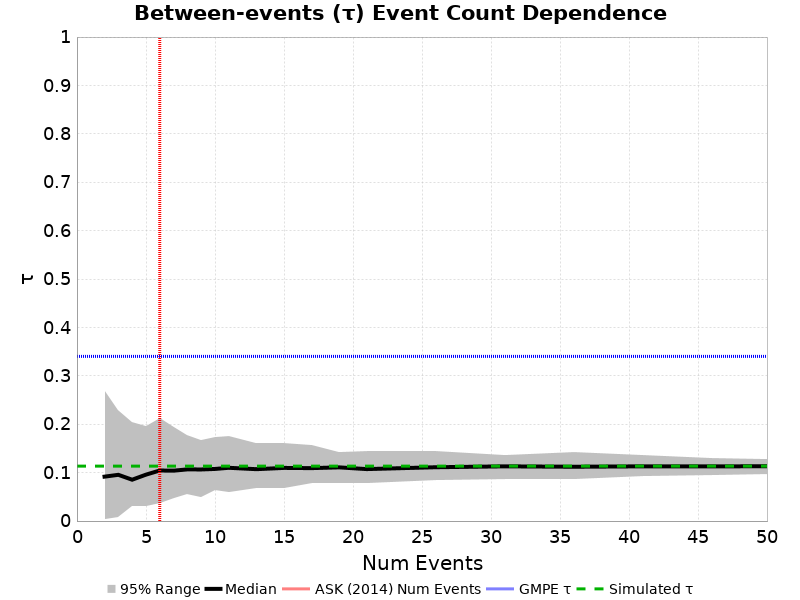 Between-events (τ) Event Count Dependence
1
0.9
0.8
0.7
0.6
0.5
0.4
0.3
0.2
0.1
0
τ
0 5 10 15 20 25 30 35 40 45 50
Num Events
95% Range Median ASK (2014) Num Events GMPE τ Simulated τ